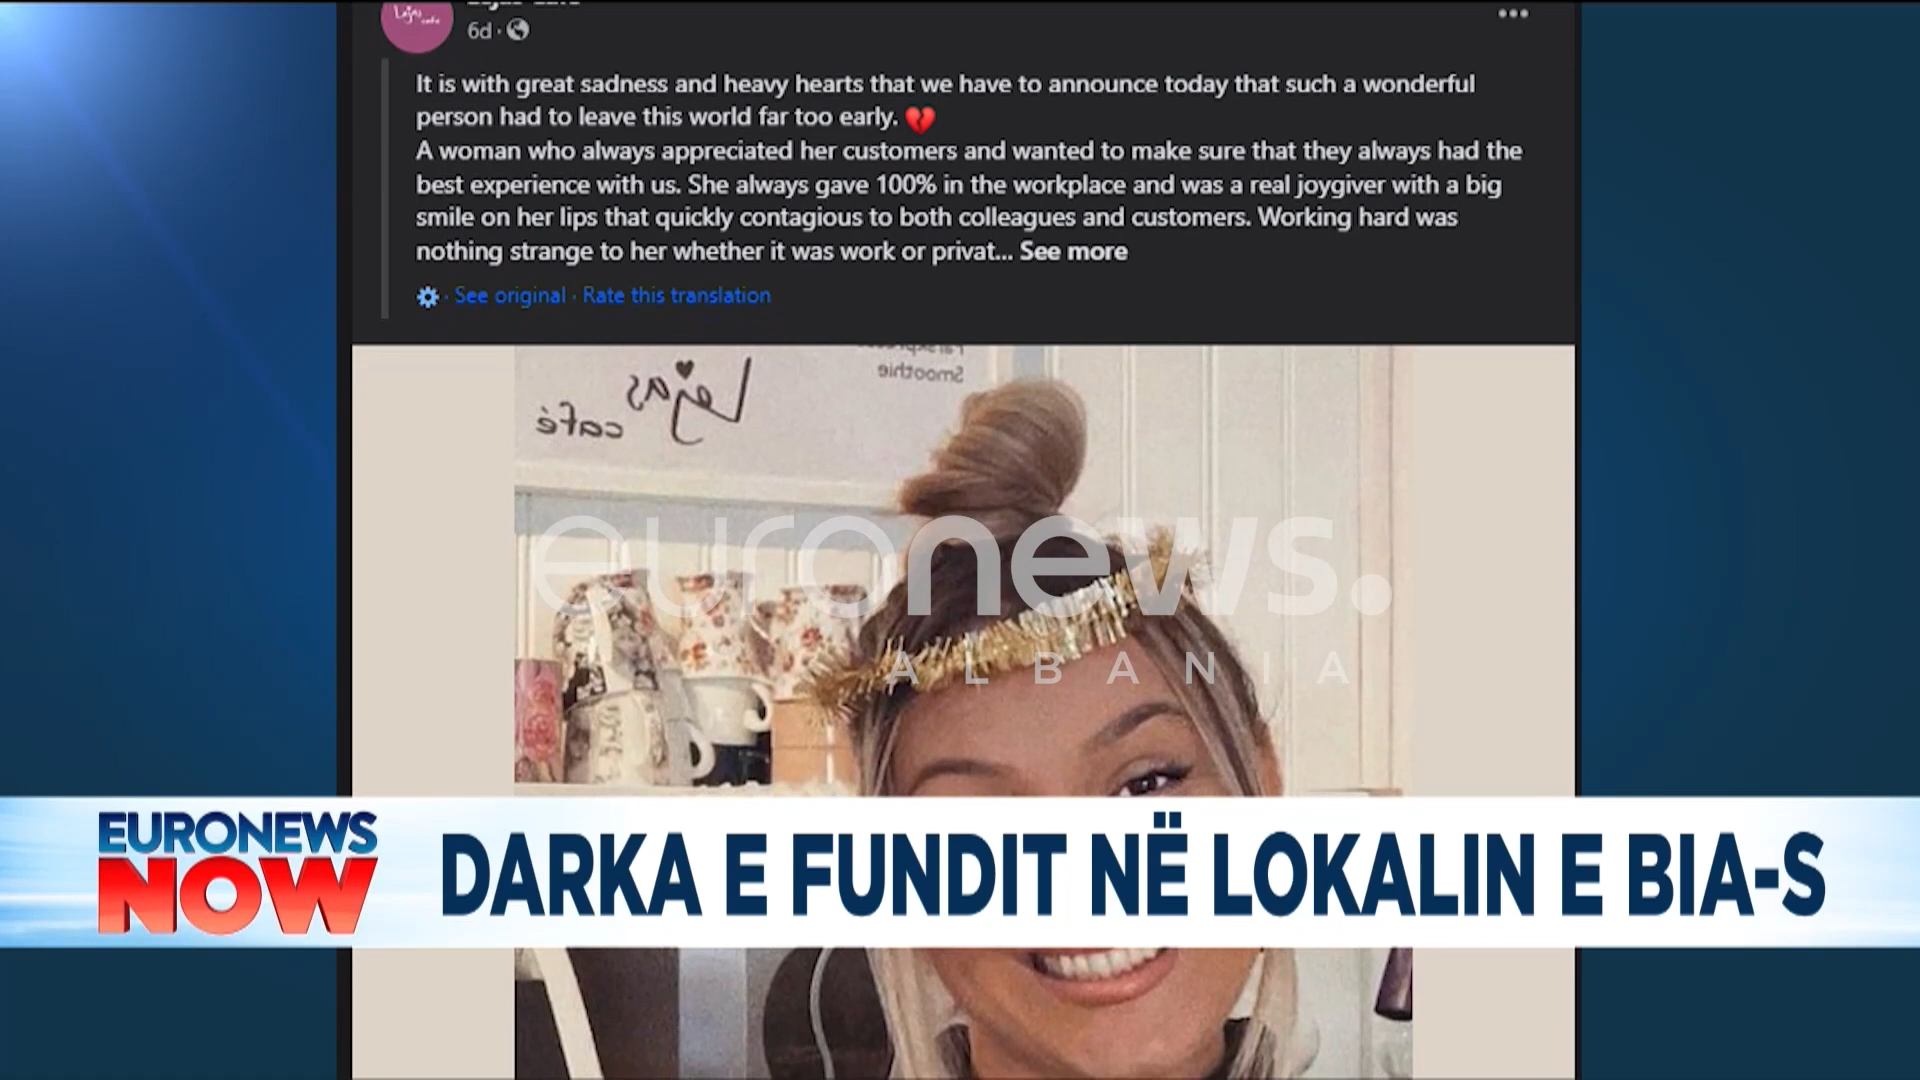 Lejas café
6d
It is with great sadness and heavy hearts that we have to announce today that such a wonderful
person had to leave this world far too early. 💔
A woman who always appreciated her customers and wanted to make sure that they always had the
best experience with us. She always gave 100% in the workplace and was a real joygiver with a big
smile on her lips that quickly contagious to both colleagues and customers. Working hard was
nothing strange to her whether it was work or privat... See more
· See original · Rate this translation
Smoothie
Lejas
café
euronews.
ALBANIA
EURONEWS
NOW
DARKA E FUNDIT NË LOKALIN E BIA-S